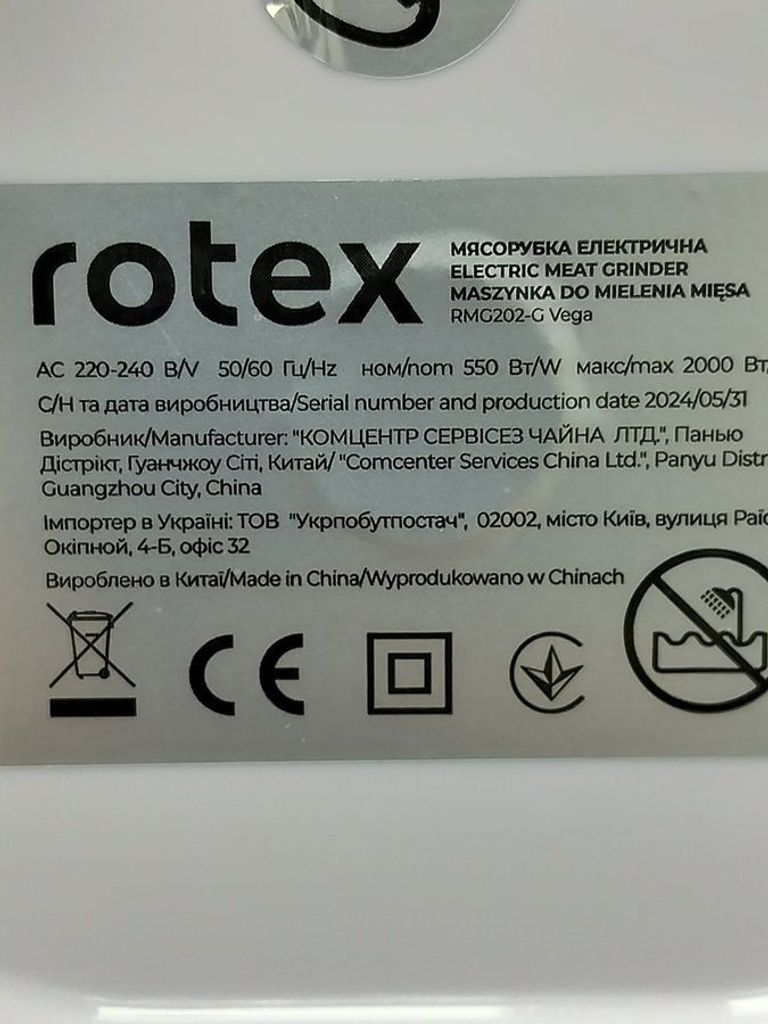 rotex
МЯСОРУБКА ЕЛЕКТРИЧНА
ELECTRIC MEAT GRINDER
MASZYNKA DO MIELENIA MIĘSA
RMG202-G Vega
AC 220-240 В/V 50/60 Гц/Hz ном/nom 550 Вт/W макс/max 2000 Вт
С/Н та дата виробництва/Serial number and production date 2024/05/31
Виробник/Manufacturer: "КОМЦЕНТР СЕРВІСЕЗ ЧАЙНА ЛТД.", Панью
Дістрікт, Гуанчжоу Сіті, Китай/ "Comcenter Services China Ltd.", Panyu Distr
Guangzhou City, China
Імпортер в Україні: ТОВ "Укрпобутпостач", 02002, місто Київ, вулиця
Окіпної, 4-Б, офіс 32
Вироблено в Китаї/Made in China/Wyprodukowano w Chinach
CE